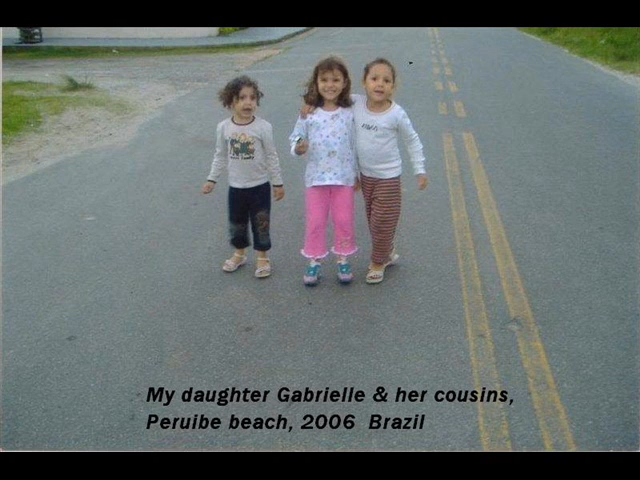 My daughter Gabrielle & her cousins,
Peruibe beach, 2006  Brazil